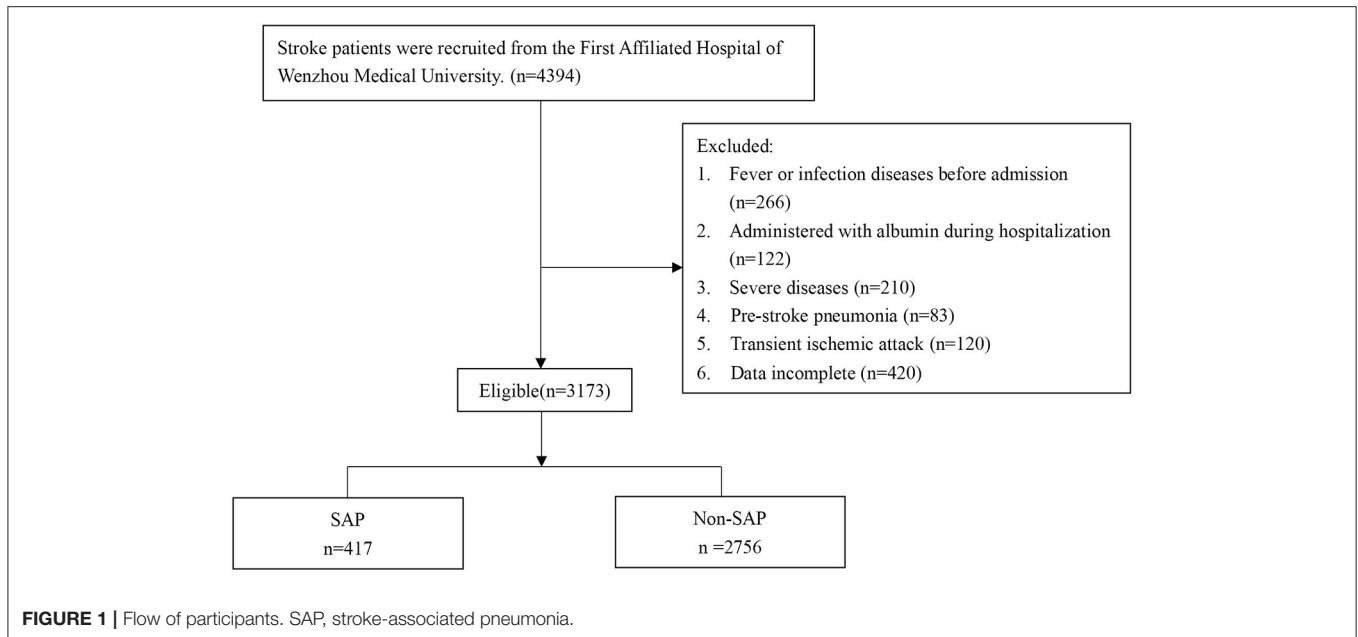 Stroke patients were recruited from the First Affiliated Hospital of
Wenzhou Medical University. (n=4394)
Excluded:
1. Fever or infection diseases before admission
(n=266)
2. Administered with albumin during hospitalization
(n=122)
3. Severe diseases (n=210)
4. Pre-stroke pneumonia (n=83)
5. Transient ischemic attack (n=120)
6. Data incomplete (n=420)
Eligible(n=3173)
SAP
n=417
Non-SAP
n =2756
FIGURE 1 | Flow of participants. SAP, stroke-associated pneumonia.